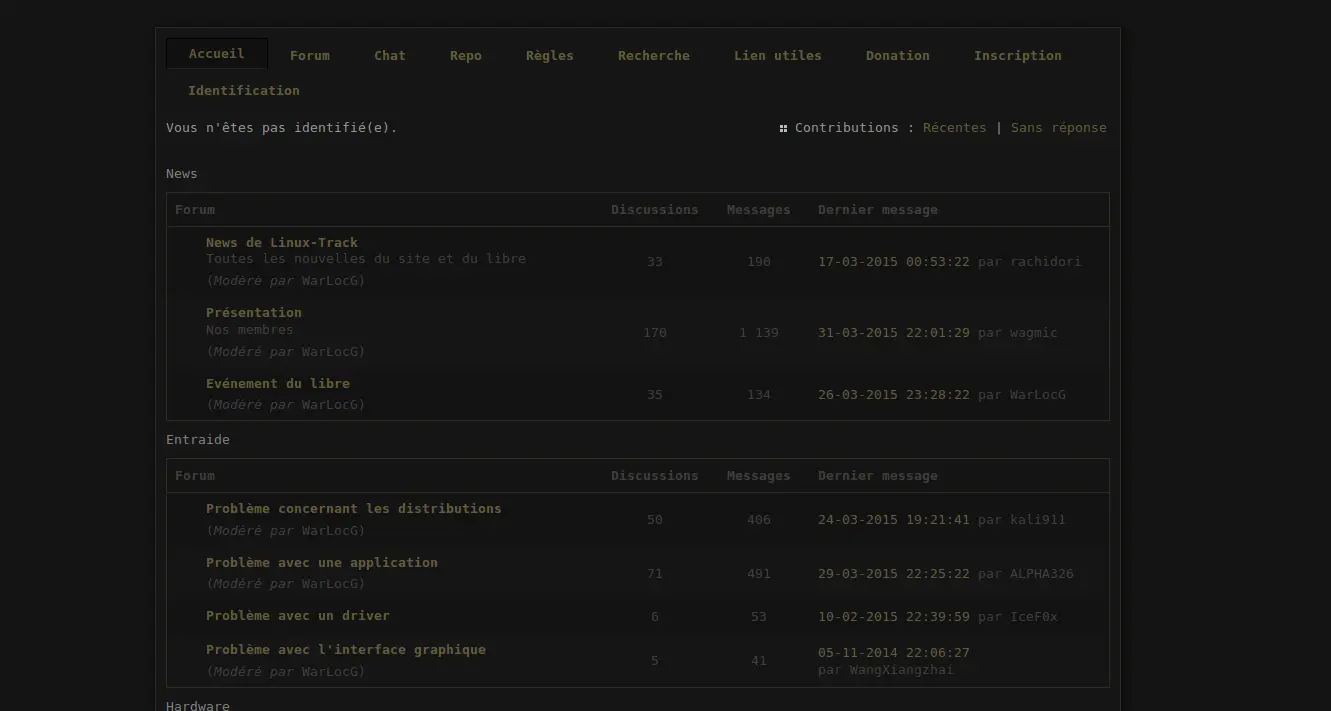 Accueil Forum Chat Repo Règles Recherche Lien utiles Donation Inscription
Identification
Vous n'êtes pas identifié(e). Contributions : Récentes | Sans réponse
News
Forum Discussions Messages Dernier message
News de Linux-Track
Toutes les nouvelles du site et du libre
(Modéré par WarLocG)
33 190 17-03-2015 00:53:22 par rachidori
Présentation
Nos membres
(Modéré par WarLocG)
170 1 139 31-03-2015 22:01:29 par wagmic
Evénement du libre
(Modéré par WarLocG)
35 134 26-03-2015 23:28:22 par WarLocG
Entraide
Forum Discussions Messages Dernier message
Problème concernant les distributions
(Modéré par WarLocG)
50 406 24-03-2015 19:21:41 par kali911
Problème avec une application
(Modéré par WarLocG)
71 491 29-03-2015 22:25:22 par ALPHA326
Problème avec un driver
6 53 10-02-2015 22:39:59 par IceF0x
Problème avec l'interface graphique
(Modéré par WarLocG)
5 41 05-11-2014 22:06:27
par WangXiangzhai
Hardware